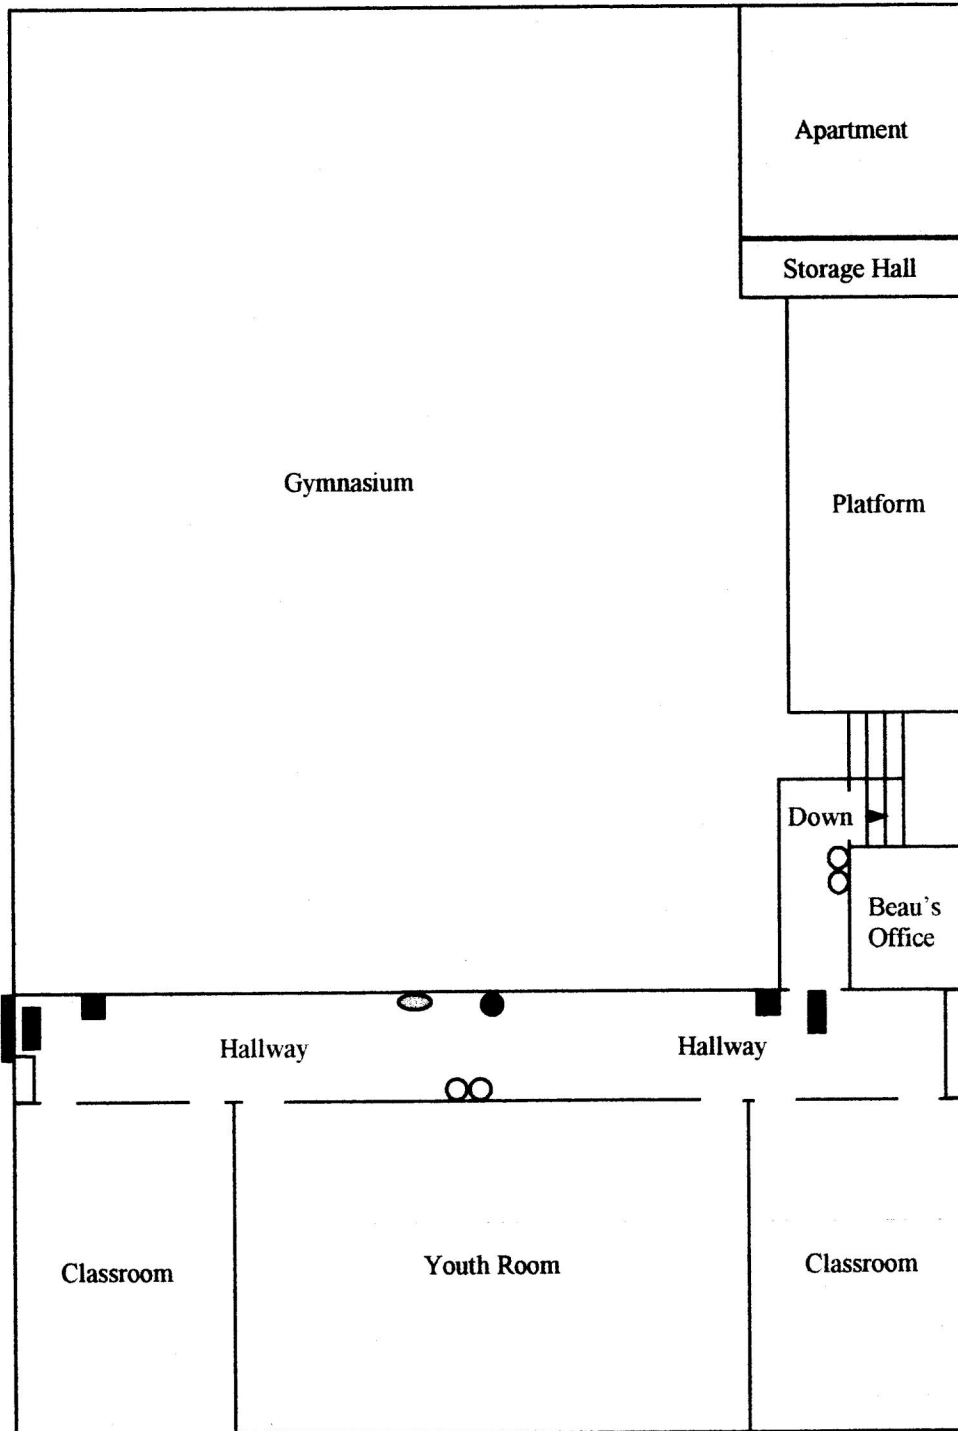 Apartment
Storage Hall
Gymnasium
Platform
Down
Beau's
Office
Hallway
Hallway
Classroom
Youth Room
Classroom